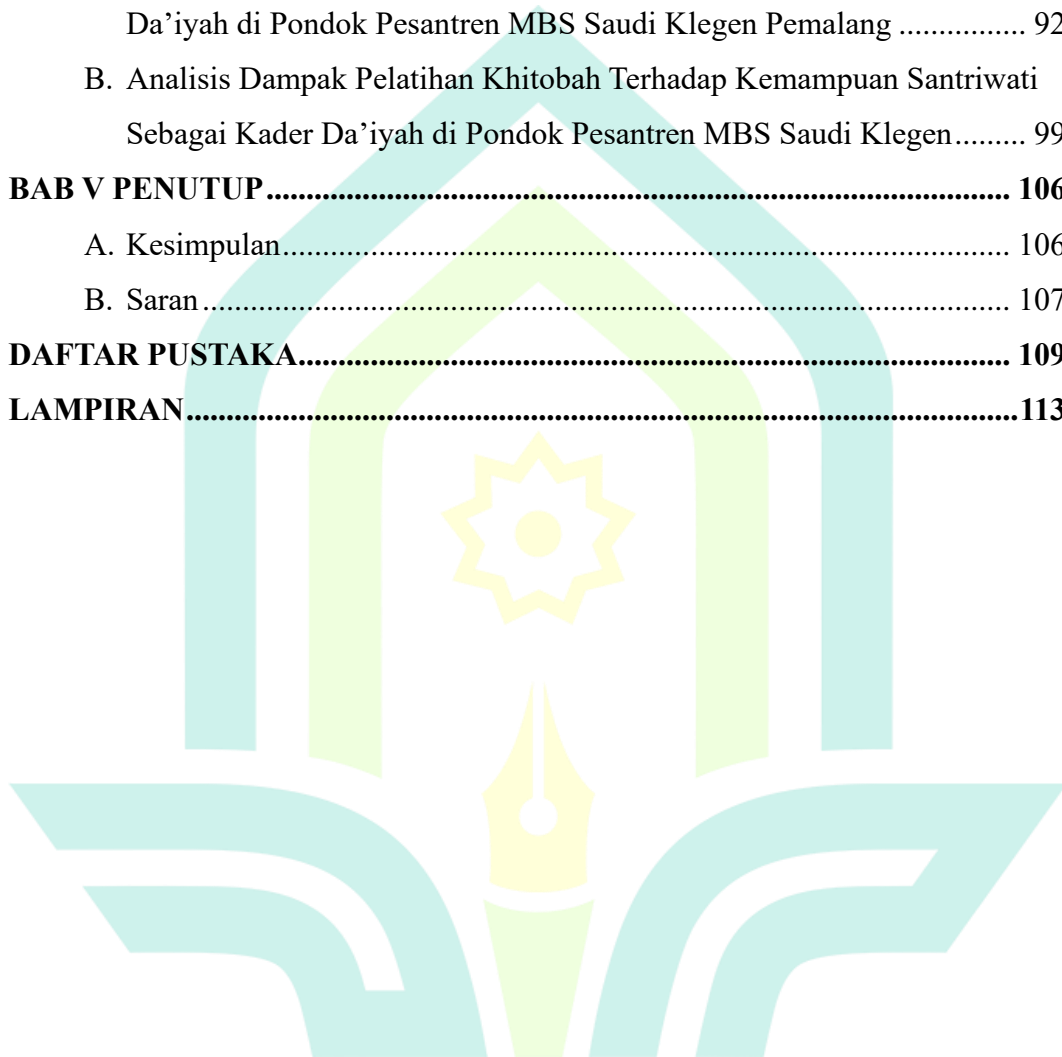 Da’iyah di Pondok Pesantren MBS Saudi Klegen Pemalang ............... 92
B. Analisis Dampak Pelatihan Khitobah Terhadap Kemampuan Santriwati
Sebagai Kader Da’iyah di Pondok Pesantren MBS Saudi Klegen......... 99
BAB V PENUTUP.................................................................................... 106
A. Kesimpulan.................................................................................. 106
B. Saran............................................................................................ 107
DAFTAR PUSTAKA................................................................................ 109
LAMPIRAN..............................................................................................113